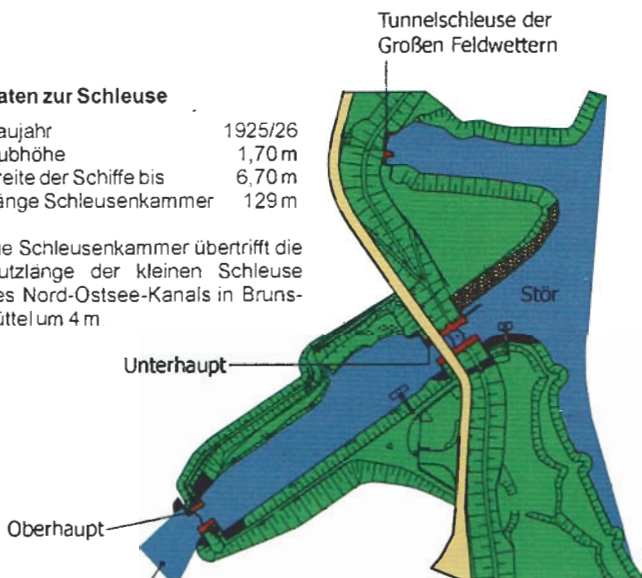 Tunnelschleuse der
Großen Feldwettern
aten zur Schleuse
aujahr 1925/26
ubhöhe 1,70 m
reite der Schiffe bis 6,70 m
änge Schleusenkammer 129 m
ge Schleusenkammer übertrifft die
utzlänge der kleinen Schleuse
es Nord-Ostsee-Kanals in Bruns-
üttel um 4 m
Stör
Unterhaupt
Oberhaupt